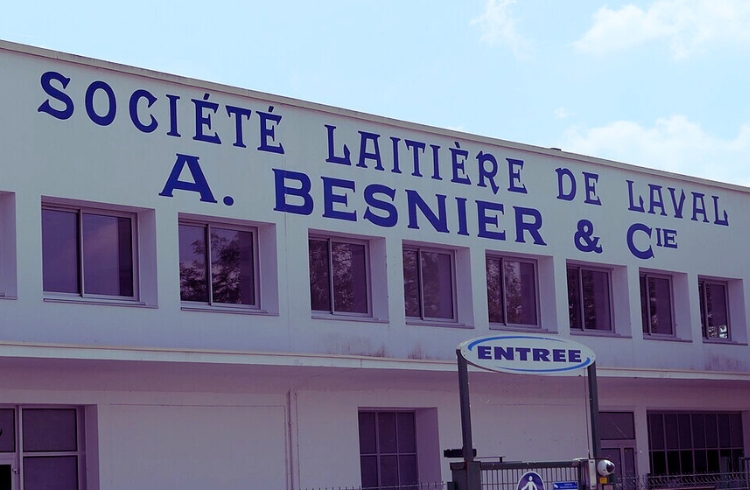 SOCIÉTÉ LAITIÈRE DE LAVAL
A. BESNIER & CIE
ENTREE